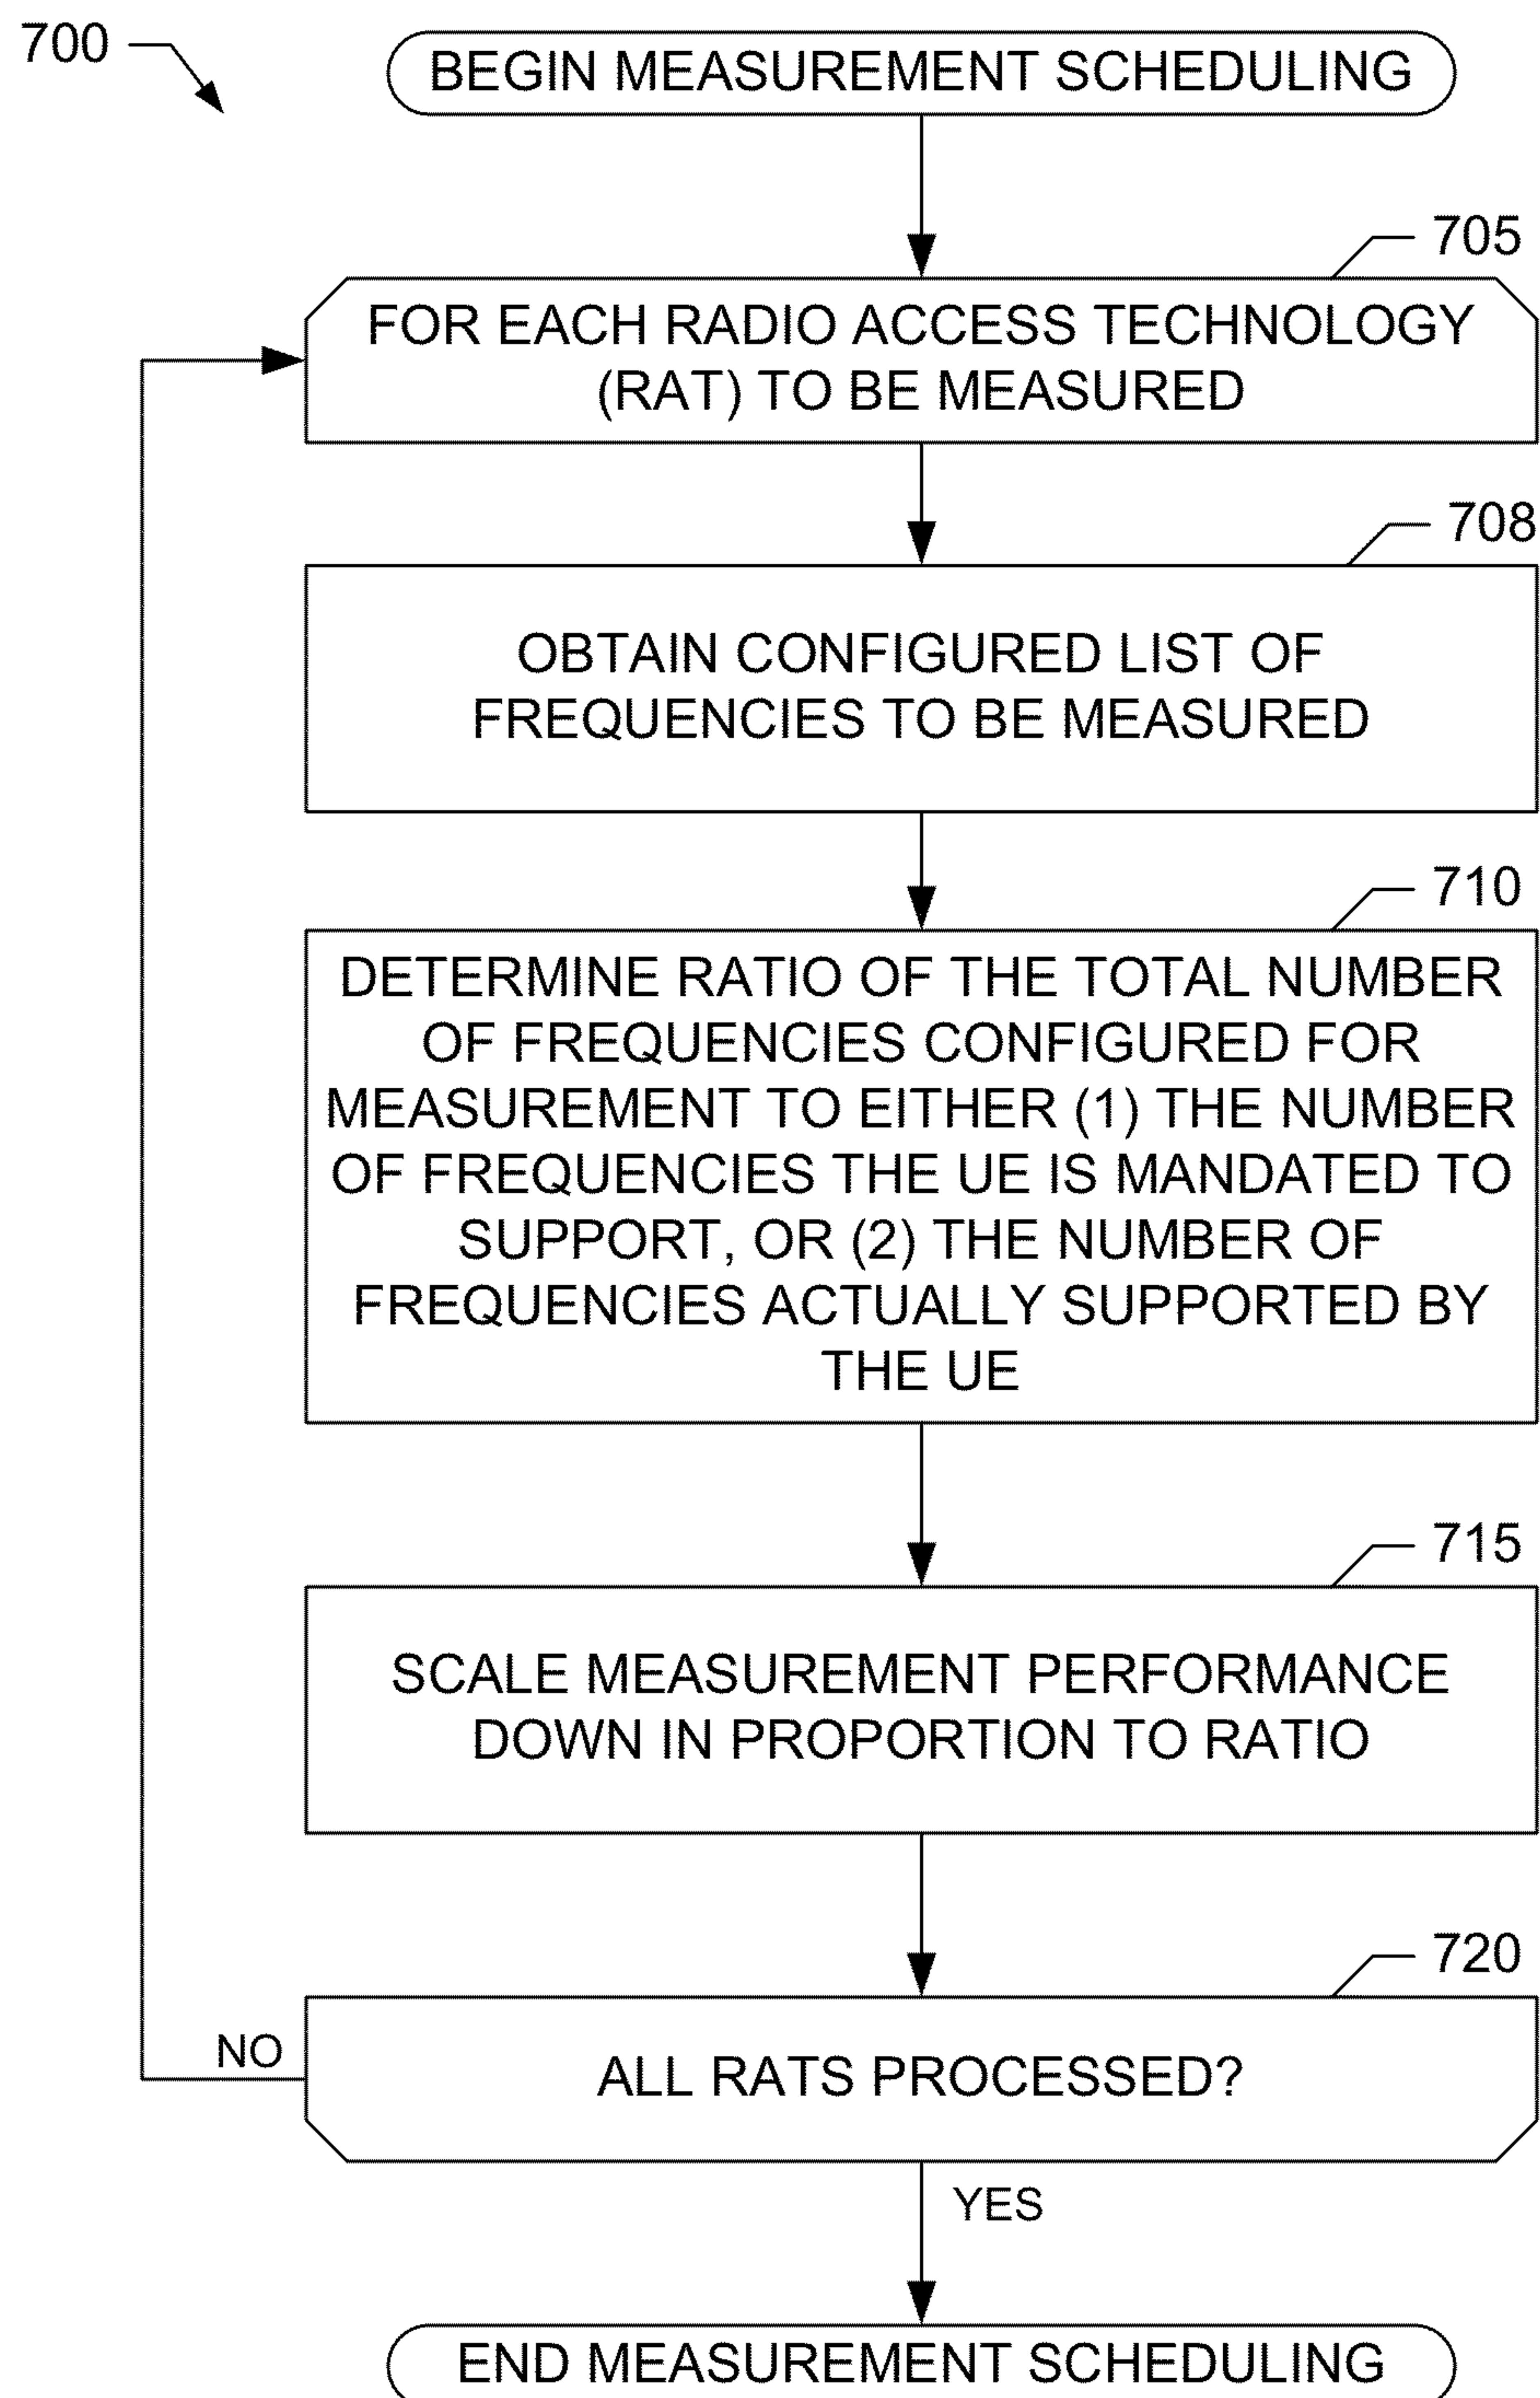 700
BEGIN MEASUREMENT SCHEDULING
705
FOR EACH RADIO ACCESS TECHNOLOGY
(RAT) TO BE MEASURED
708
OBTAIN CONFIGURED LIST OF
FREQUENCIES TO BE MEASURED
710
DETERMINE RATIO OF THE TOTAL NUMBER
OF FREQUENCIES CONFIGURED FOR
MEASUREMENT TO EITHER (1) THE NUMBER
OF FREQUENCIES THE UE IS MANDATED TO
SUPPORT, OR (2) THE NUMBER OF
FREQUENCIES ACTUALLY SUPPORTED BY
THE UE
715
SCALE MEASUREMENT PERFORMANCE
DOWN IN PROPORTION TO RATIO
720
NO
ALL RATS PROCESSED?
YES
END MEASUREMENT SCHEDULING